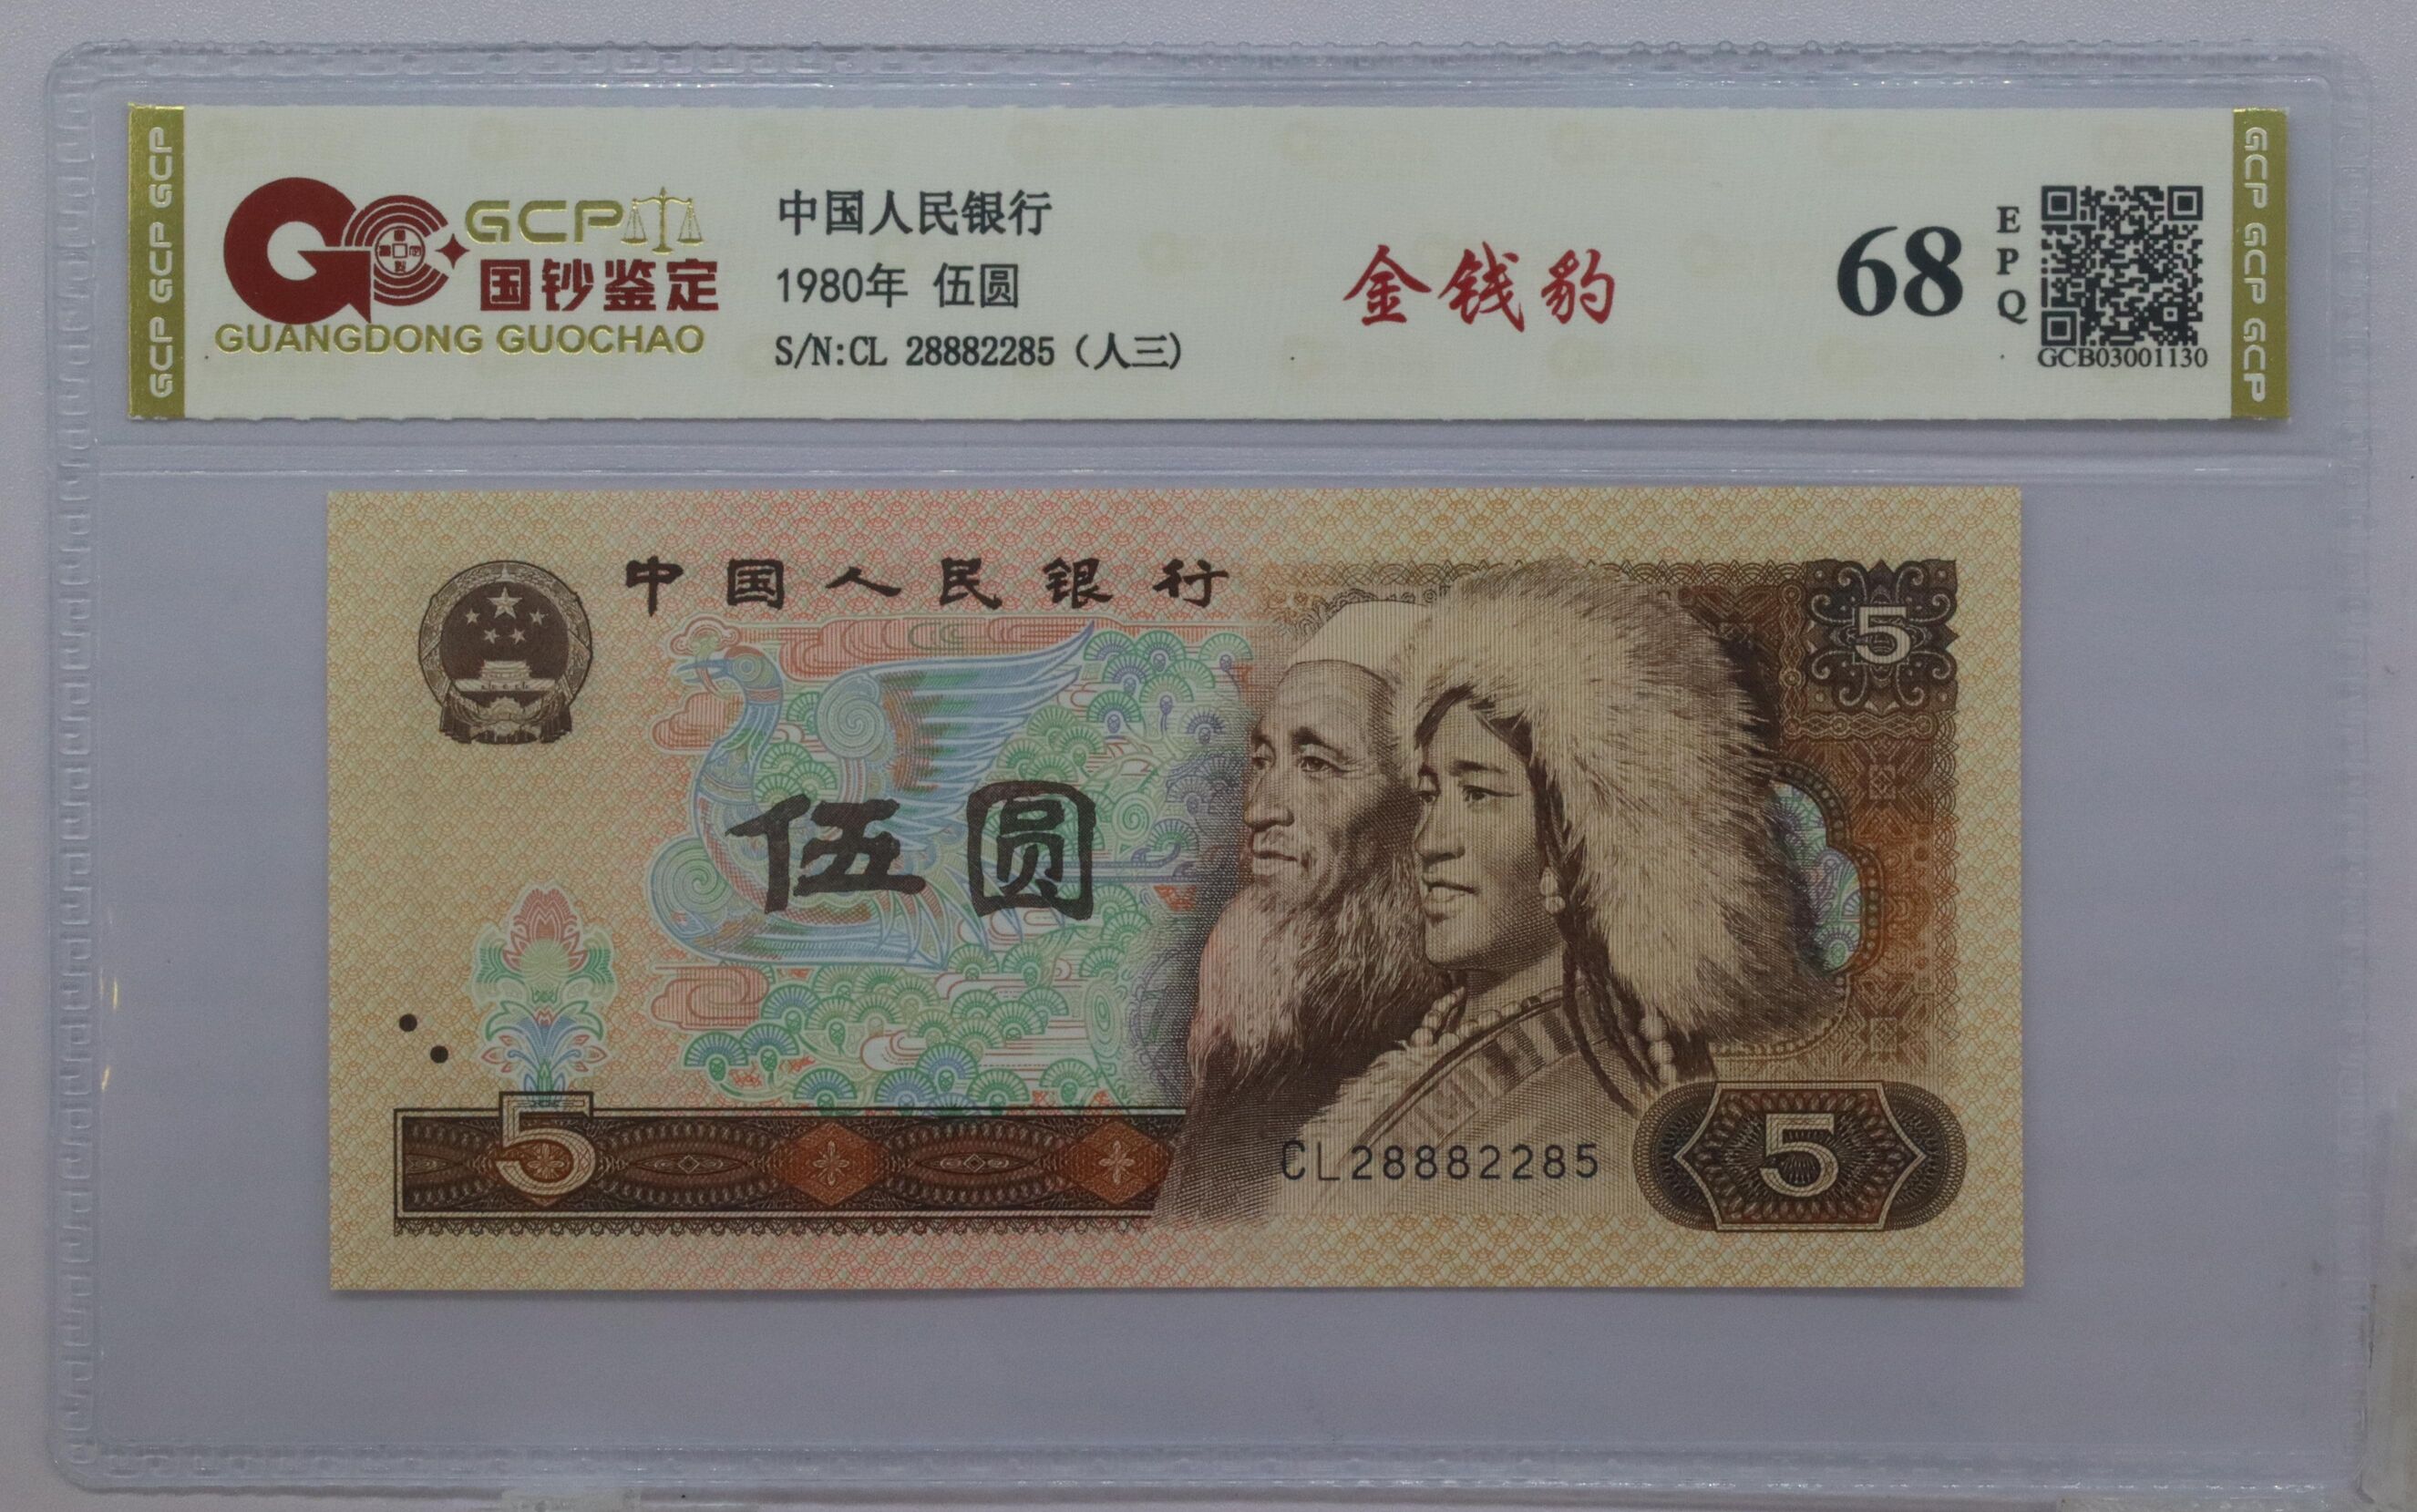 GCP GCP GCP
GCP
国钞鉴定
GUANGDONG GUOCHAO
中国人民银行
1980年 伍圆
S/N:CL 28882285（人三）
金钱豹
68
EPQ
GCB03001130
GCP GCP GCP
中国人民银行
5
伍圆
5
CL28882285
5